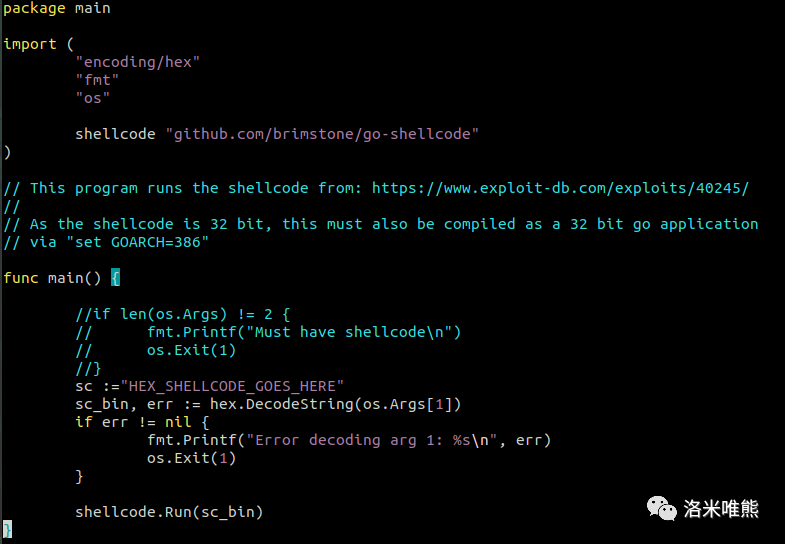 package main
import (
"encoding/hex"
"fmt"
"os"
shellcode "github.com/brimstone/go-shellcode"
)
// This program runs the shellcode from: https://www.exploit-db.com/exploits/40245/
//
// As the shellcode is 32 bit, this must also be compiled as a 32 bit go application
// via "set GOARCH=386"
func main() {
//if len(os.Args) != 2 {
//      fmt.Printf("Must have shellcode\n")
//      os.Exit(1)
//}
sc :="HEX_SHELLCODE_GOES_HERE"
sc_bin, err := hex.DecodeString(os.Args[1])
if err != nil {
fmt.Printf("Error decoding arg 1: %s\n", err)
os.Exit(1)
}
shellcode.Run(sc_bin)
洛米唯熊
}